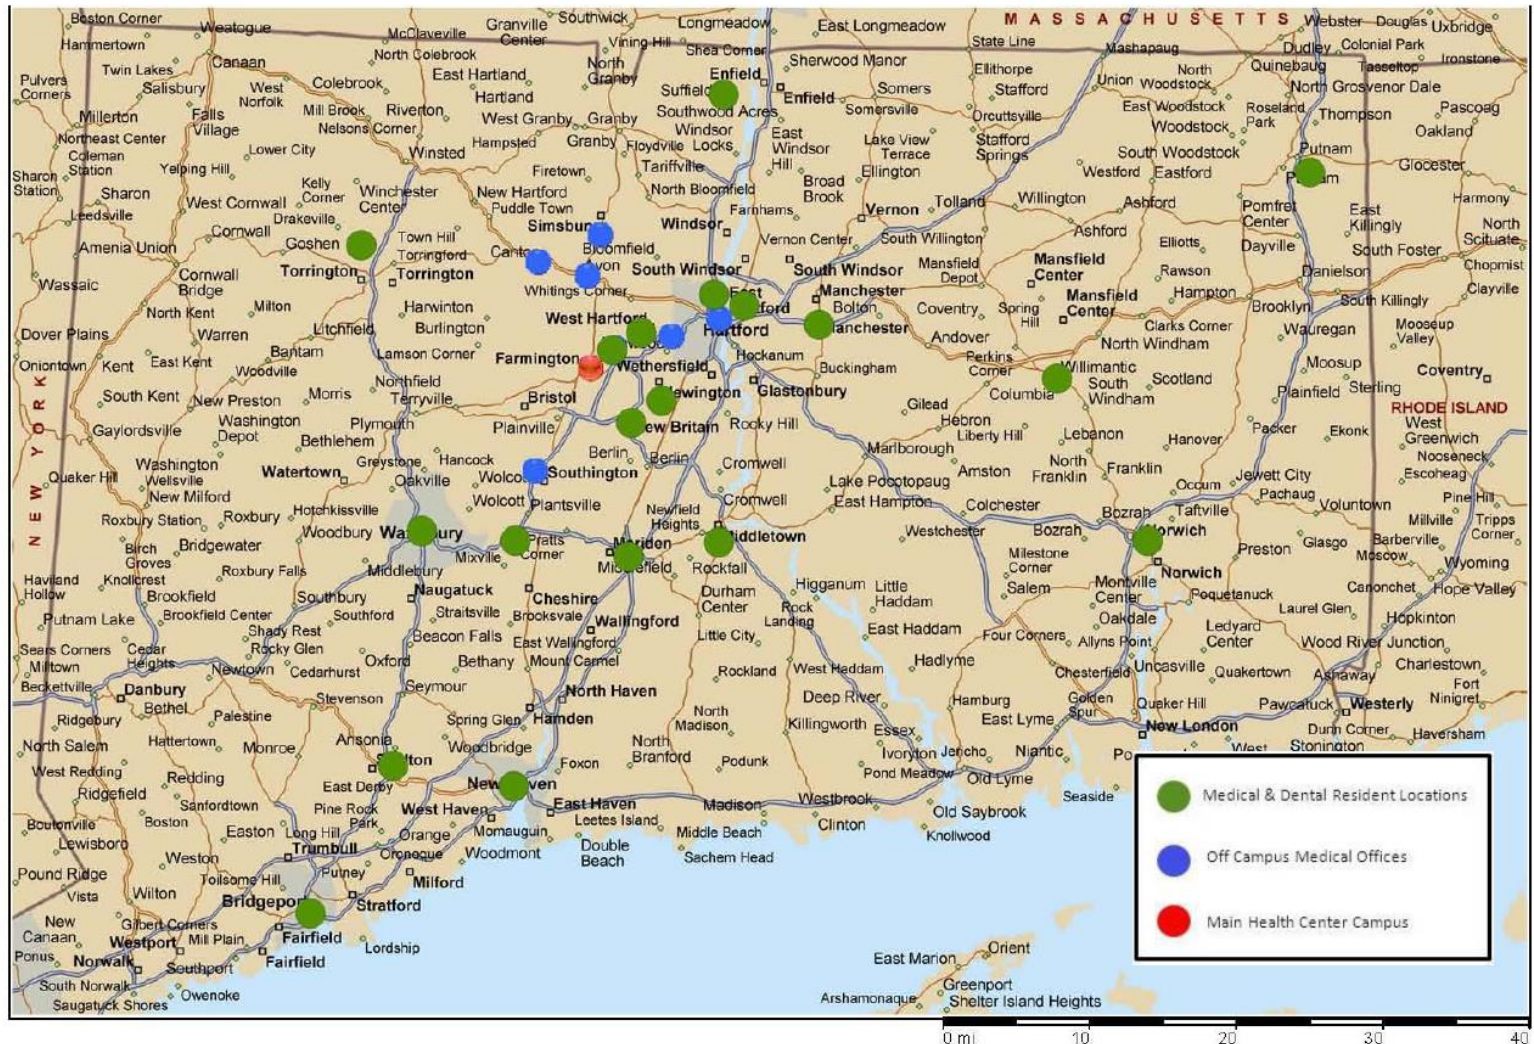 Boston Corner
Weatogue
McClaveville
Granville
Center
Southwick
Longmeadow
East Longmeadow
MASSACHUSETTS
Webster
Douglas
Uxbridge
Hammertown
North Colebrook
Vining Hill
Shea Corner
State Line
Mashapaug
Dudley
Colonial Park
Canaan
Twin Lakes
Colebrook
East Hartland
North
Granby
Enfield
Sherwood Manor
Ellithorpe
Quinebaug
Tasseltop
Ironstone
Pulvers
Corners
Salisbury
West
Norfolk
Hartland
Suffield
Enfield
Somers
Stafford
Union
North
Woodstock
North Grosvenor Dale
Millerton
Falls
Village
Mill Brook
Riverton
West Granby
Granby
Southwood Acres
Somersville
Orcuttsville
East Woodstock
Roseland
Park
Thompson
Pascoag
Northeast Center
Nelsons Corner
Windsor
Locks
East
Windsor
Hill
Lake View
Terrace
Stafford
Springs
Woodstock
Oakland
Coleman
Station
Lower City
Winsted
Hampsted
Granby
Floydville
South Woodstock
Putnam
Sharon
Station
Yelping Hill
Firetown
Tariffville
Ellington
Westford
Eastford
Glocester
Sharon
Kelly
Corner
Winchester
Center
New Hartford
North Bloomfield
Broad
Brook
Leedsville
West Cornwall
Drakeville
Puddle Town
Farnhams
Vernon
Tolland
Willington
Ashford
Pomfret
Center
East
Killingly
Harmony
Amenia Union
Cornwall
Goshen
Town Hill
Simsbury
Windsor
Vernon Center
South Willington
Ashford
Elliotts
Dayville
South Foster
North
Scituate
Torringford
Bloomfield
Torrington
Torrington
Whitings Corner
South Windsor
South Windsor
Mansfield
Depot
Mansfield
Center
Rawson
Danielson
Chopmist
Wassaic
Cornwall
Bridge
Milton
Harwinton
Manchester
Bolton
Coventry
Spring
Hill
Mansfield
Center
Hampton
Brooklyn
South Killingly
Clayville
North Kent
West Hartford
Hartford
Manchester
Clarks Corner
Wauregan
Mooseup
Valley
Dover Plains
Warren
Litchfield
Burlington
Andover
North Windham
Oniontown
Kent
East Kent
Bantam
Lamson Corner
Farmington
Wethersfield
Hockanum
Buckingham
Perkins
Corner
Willimantic
Moosup
Coventry
Woodville
Northfield
Newington
Glastonbury
Columbia
South
Windham
Scotland
Plainfield
Sterling
South Kent
New Preston
Morris
Terryville
Bristol
Gilead
RHODE ISLAND
Gaylordsville
Washington
Depot
Bethlehem
Plymouth
Plainville
New Britain
Rocky Hill
Hebron
Liberty Hill
Lebanon
Hanover
Packer
Ekonk
West
Greenwich
Nooseneck
Quaker Hill
Washington
Wellsville
Watertown
Greystone
Hancock
Berlin
Berlin
Cromwell
Marlborough
Amston
North
Franklin
Franklin
Jewett City
Escoheag
New Milford
Oakville
Southington
Lake Pocotopaug
Occum
Pachaug
Voluntown
Pine Hill
Roxbury Station
Roxbury
Hotchkissville
Wolcott
Plantsville
Newfield
Heights
Cromwell
East Hampton
Colchester
Bozrah
Taftville
Millville
Tripps
Corner
NEW YORK
Birch
Groves
Bridgewater
Woodbury
Waterbury
Mixville
Pratts
Corner
Meriden
Middletown
Westchester
Bozrah
Norwich
Preston
Glasgo
Barberville
Moscow
Haviland
Hollow
Knollcrest
Roxbury Falls
Middlebury
Middlefield
Rockfall
Milestone
Corner
Norwich
Wyoming
Brookfield
Southbury
Naugatuck
Cheshire
Durham
Center
Higganum
Little
Haddam
Salem
Montville
Center
Poquetanuck
Canonchet
Hope Valley
Putnam Lake
Brookfield Center
Southford
Straitsville
Brooksvale
Wallingford
Rock
Landing
Oakdale
Laurel Glen
Hopkinton
Sears Corners
Cedar
Heights
Shady Rest
Rocky Glen
Beacon Falls
East Wallingford
Little City
East Haddam
Four Corners
Allyns Point
Ledyard
Center
Wood River Junction
Milltown
Newtown
Cedarhurst
Oxford
Bethany
Mount Carmel
Rockland
West Haddam
Hadlyme
Chesterfield
Uncasville
Quakertown
Ashaway
Charlestown
Beckettville
Danbury
Bethel
Stevenson
Seymour
North Haven
Deep River
Hamburg
Golden
Spur
Quaker Hill
Pawcatuck
Westerly
Fort
Ninigret
Ridgebury
Palestine
Spring Glen
Hamden
North
Madison
Killingworth
Essex
East Lyme
New London
Dunn Corner
Haversham
North Salem
Hattertown
Monroe
Ansonia
Woodbridge
North
Branford
Ivoryton
Jericho
Niantic
West
Stonington
West Redding
Redding
East Derby
Foxon
Podunk
Pond Meadow
Old Lyme
Ridgefield
Sanfordtown
Pine Rock
Park
West Haven
East Haven
Madison
Westbrook
Old Saybrook
Seaside
Boutonville
Boston
Easton
Long Hill
Orange
Momauguin
Leetes Island
Middle Beach
Clinton
Knollwood
Lewisboro
Weston
Trumbull
Oronoque
Woodmont
Double
Beach
Sachem Head
Pound Ridge
Toilsome Hill
Putney
Milford
Vista
Wilton
Bridgeport
Stratford
New
Canaan
Gilbert Corners
Fairfield
Lordship
Ponus
Westport
Mill Plain
Fairfield
Norwalk
Southport
South Norwalk
Owenoke
Saugatuck Shores
East Marion
Orient
Arshamonaque
Greenport
Shelter Island Heights
Medical & Dental Resident Locations
Off Campus Medical Offices
Main Health Center Campus
0 mi 10 20 30 40